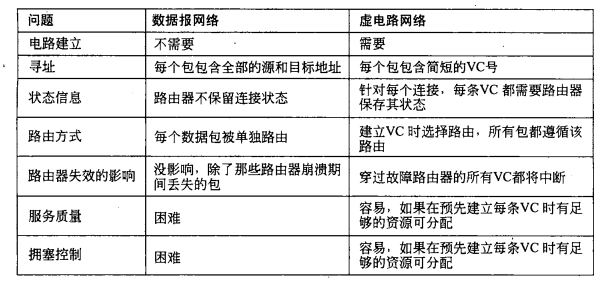 问题 数据报网络 虚电路网络
电路建立 不需要 需要
寻址 每个包包含全部的源和目标地址 每个包包含简短的VC号
状态信息 路由器不保留连接状态 针对每个连接，每条VC 都需要路由器
保存其状态
路由方式 每个数据包被单独路由 建立VC 时选择路由，所有包都遵循该
路由
路由器失效的影响 没影响，除了那些路由器崩溃期
间丢失的包 穿过故障路由器的所有VC都将中断
服务质量 困难 容易，如果在预先建立每条VC 时有足
够的资源可分配
拥塞控制 困难 容易，如果在预先建立每条VC 时有足
够的资源可分配